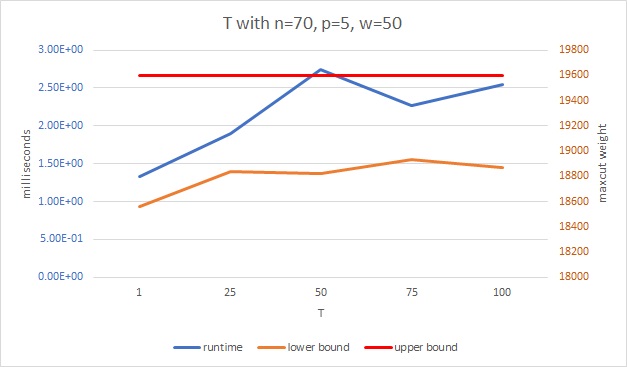 T with n=70, p=5, w=50
3.00E+00
2.50E+00
2.00E+00
1.50E+00
1.00E+00
5.00E-01
0.00E+00
milliseconds
19800
19600
19400
19200
19000
18800
18600
18400
18200
18000
maxcut weight
1 25 50 75 100
T
runtime lower bound upper bound